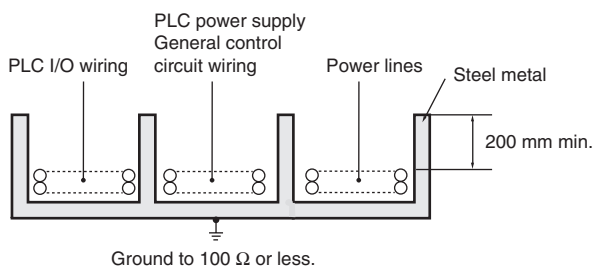 PLC power supply
General control
circuit wiring
PLC I/O wiring
Power lines
Steel metal
200 mm min.
Ground to 100 Ω or less.